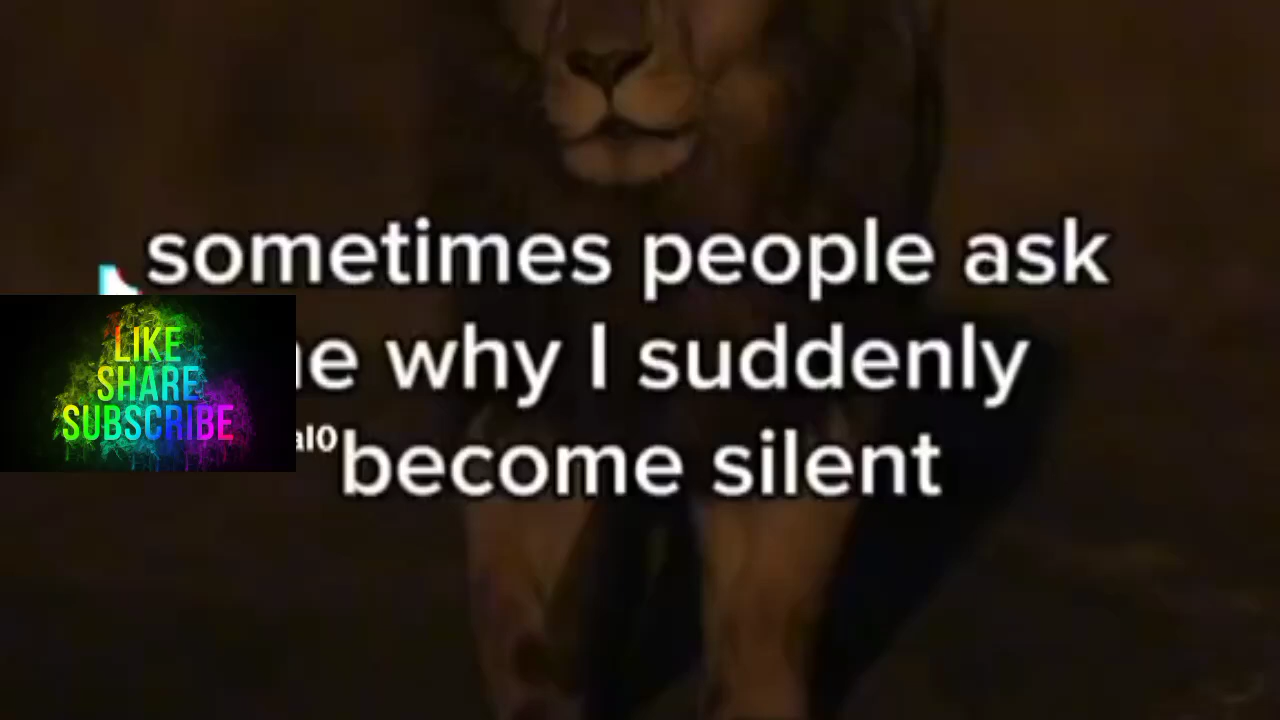 sometimes people ask
why I suddenly
become silent
LIKE
SHARE
SUBSCRIBE